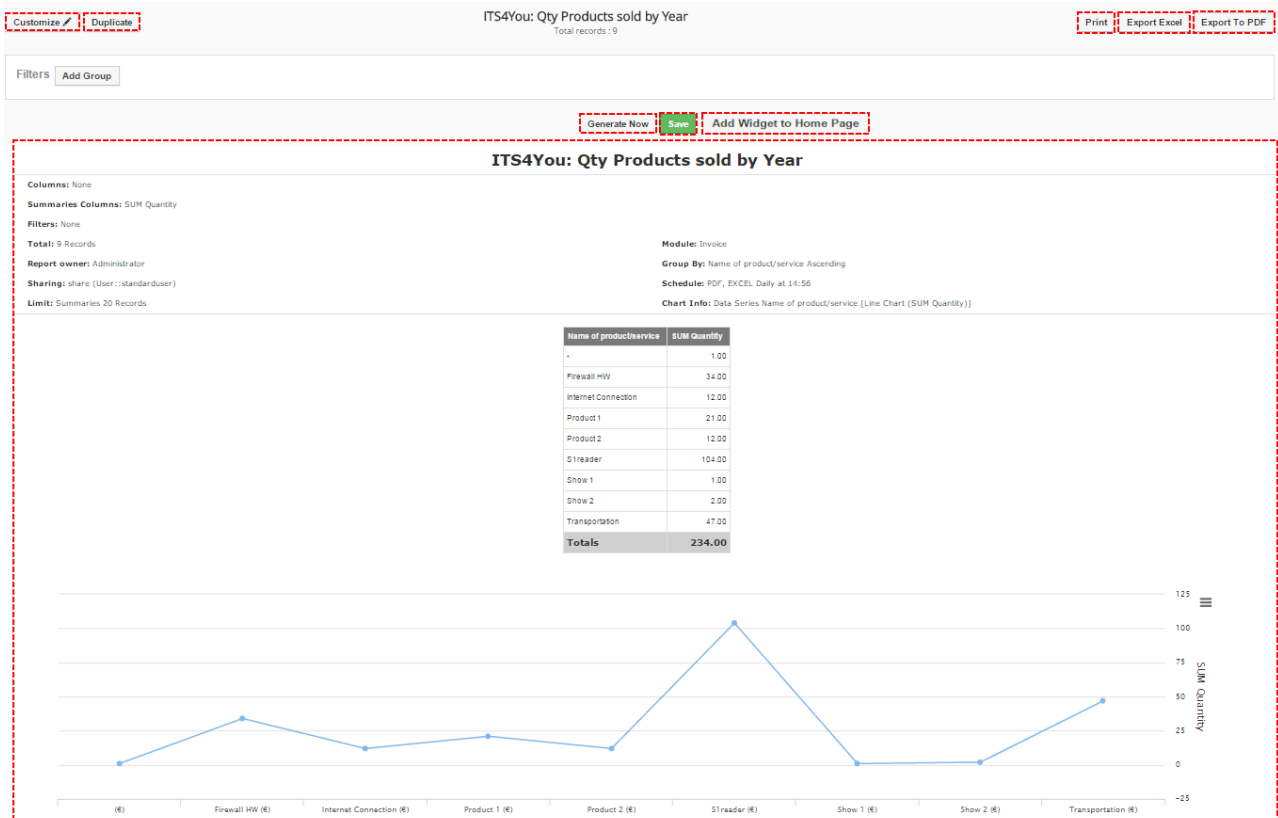 Customize Duplicate ITS4You: Qty Products sold by Year Print Export Excel Export To PDF
Total records : 9
Filters Add Group
Generate Now Save Add Widget to Home Page
ITS4You: Qty Products sold by Year
Columns: None
Summaries Columns: SUM Quantity
Filters: None
Total: 9 Records Module: Invoice
Report owner: Administrator Group By: Name of product/service Ascending
Sharing: share (User::standarduser) Schedule: PDF, EXCEL Daily at 14:56
Limit: Summaries 20 Records Chart Info: Data Series Name of product/service [Line Chart (SUM Quantity)]
Name of product/service SUM Quantity
- 1.00
Firewall HW 34.00
Internet Connection 12.00
Product 1 21.00
Product 2 12.00
S1reader 104.00
Show 1 1.00
Show 2 2.00
Transportation 47.00
Totals 234.00
125
100
75
50
25
0
-25
SUM Quantity
(€) Firewall HW (€) Internet Connection (€) Product 1 (€) Product 2 (€) S1reader (€) Show 1 (€) Show 2 (€) Transportation (€)